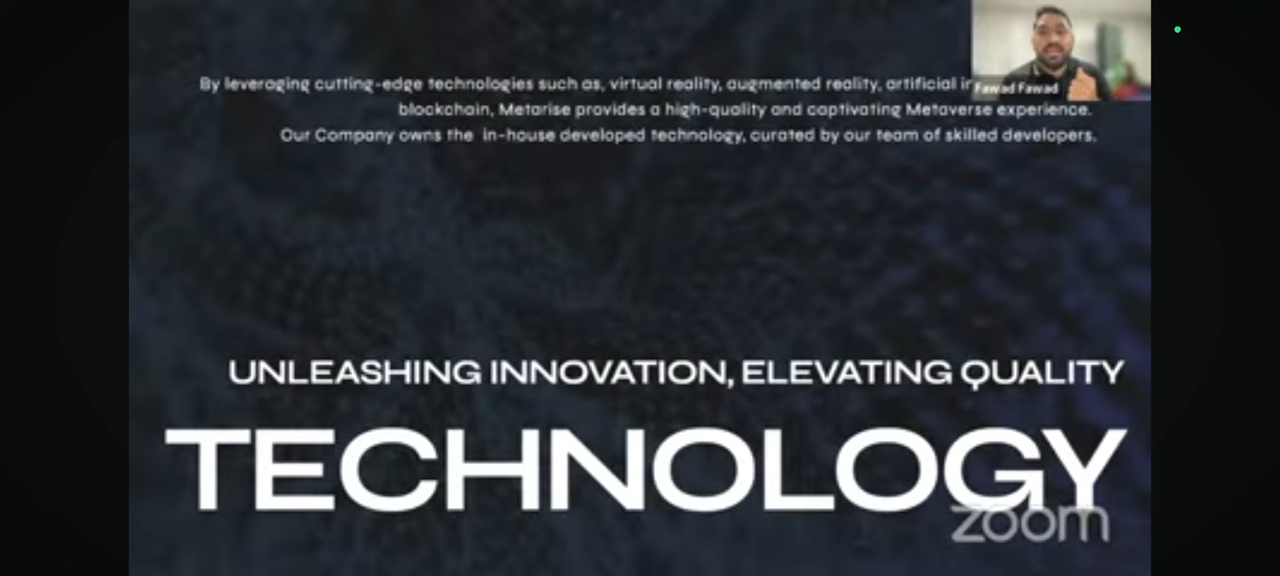 By leveraging cutting-edge technologies such as, virtual reality, augmented reality, artificial
Fawad Fawad
blockchain, Metarise provides a high-quality and captivating Metaverse experience.
Our Company owns the in-house developed technology, curated by our team of skilled developers.
UNLEASHING INNOVATION, ELEVATING QUALITY
TECHNOLOGY
zoom